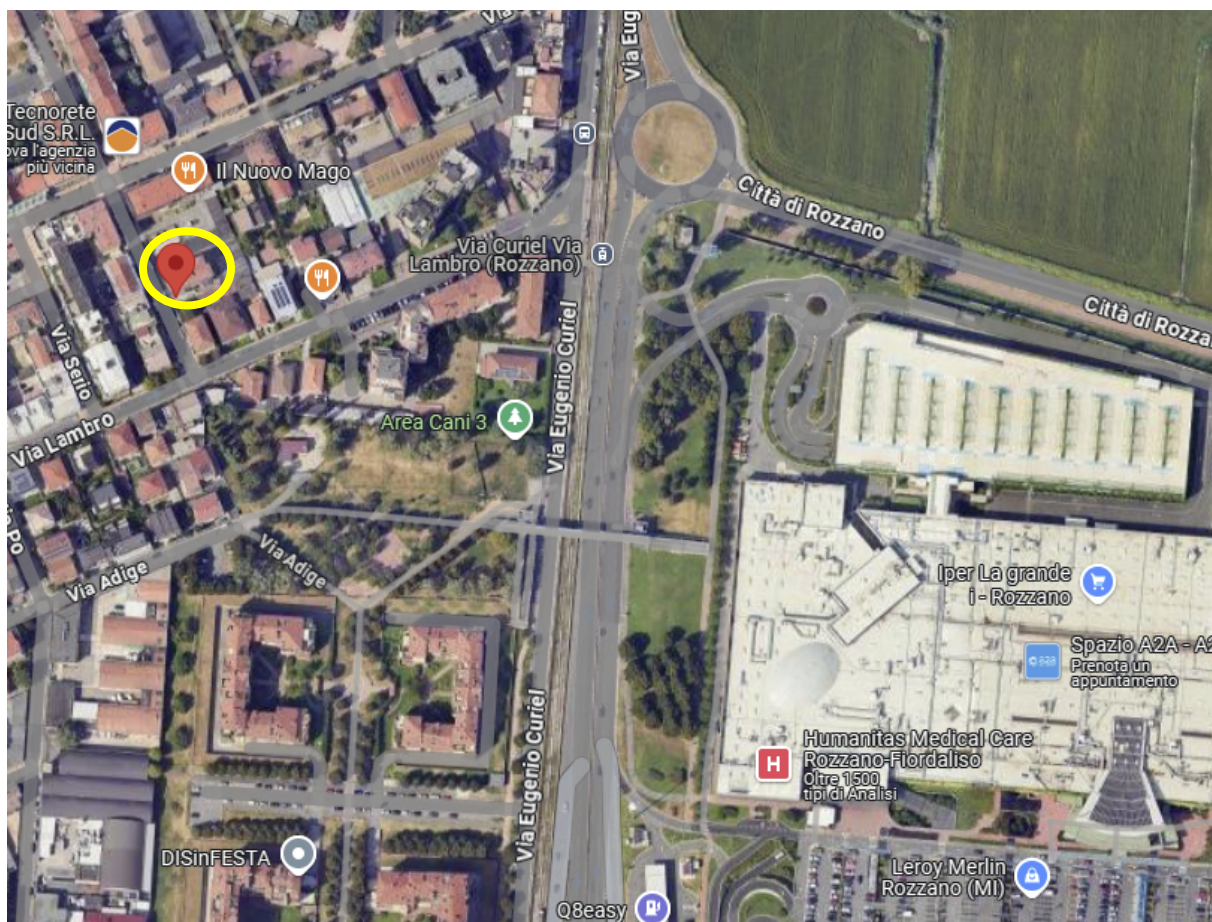 Tecnorete
Sud S.R.L.
ova l'agenzia
più vicina
Il Nuovo Mago
Città di Rozzano
Via Curiel Via
Lambro (Rozzano)
Città di Rozza
Via Serio
Via Eugenio Curiel
Area Cani 3
Via Lambro
Via Adige
Via Adige
Iper La grande
i - Rozzano
Spazio A2A - A2
Prenota un
appuntamento
Via Eugenio Curiel
Humanitas Medical Care
Rozzano-Fiordaliso
Oltre 1500
tipi di Analisi
DISinFESTA
Leroy Merlin
Rozzano (MI)
Q8easy